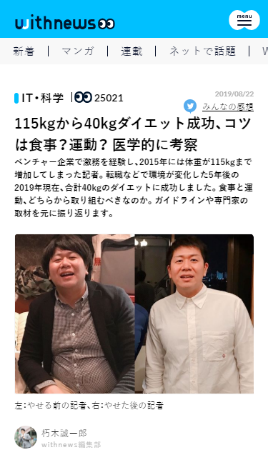 withnews
menu
新着 | マンガ | 連載 | ネットで話題 | W
2019/08/22
IT・科学 25021
みんなの感想
115kgから40kgダイエット成功、コツ
は食事？運動？ 医学的に考察
ベンチャー企業で激務を経験し、2015年には体重が115kgまで
増加してしまった記者。転職などで環境が変化した5年後の
2019年現在、合計40kgのダイエットに成功しました。食事と運
動、どちらから取り組むべきなのか。ガイドラインや専門家の
取材を元に振り返ります。
左:やせる前の記者、右:やせた後の記者
朽木誠一郎
withnews編集部